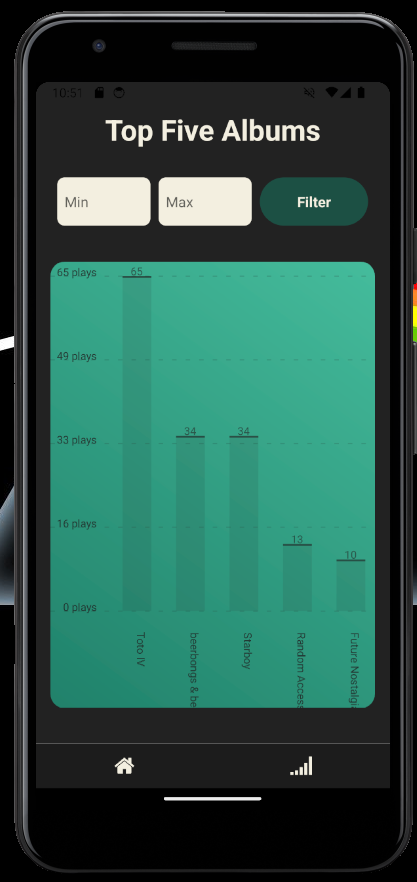 10:51
Top Five Albums
Min
Max
Filter
65 plays
65
49 plays
33 plays
34
34
16 plays
13
10
0 plays
Toto IV
beerbongs & be
Starboy
Random Access
Future Nostalgia